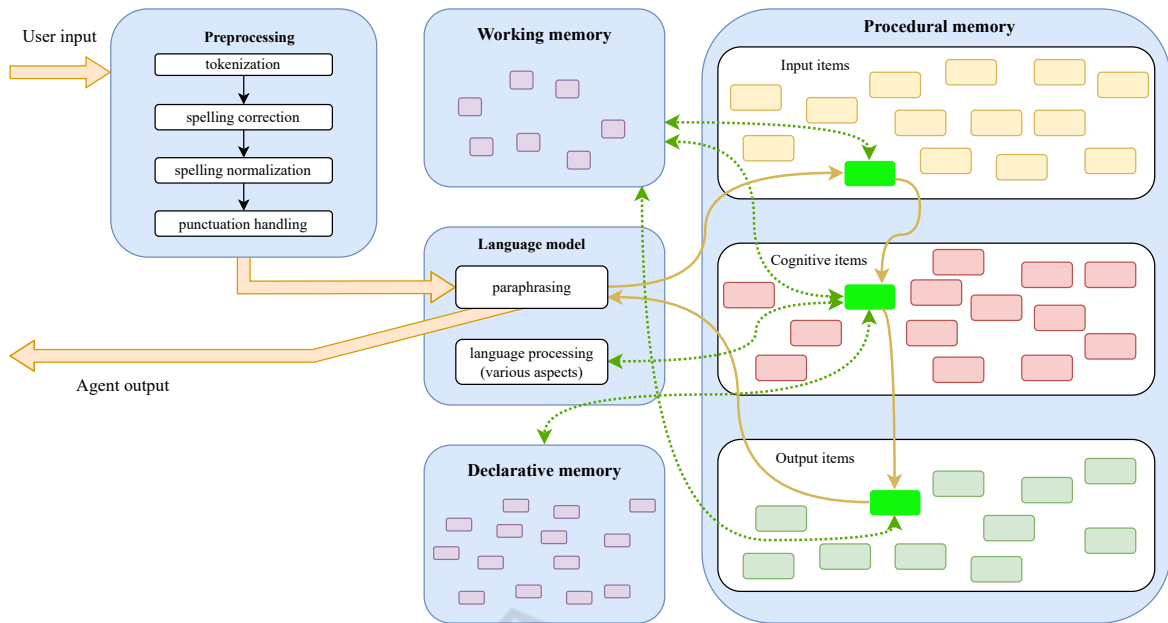 User input
Preprocessing
tokenization
spelling correction
spelling normalization
punctuation handling
Agent output
Working memory
Language model
paraphrasing
language processing
(various aspects)
Declarative memory
Procedural memory
Input items
Cognitive items
Output items